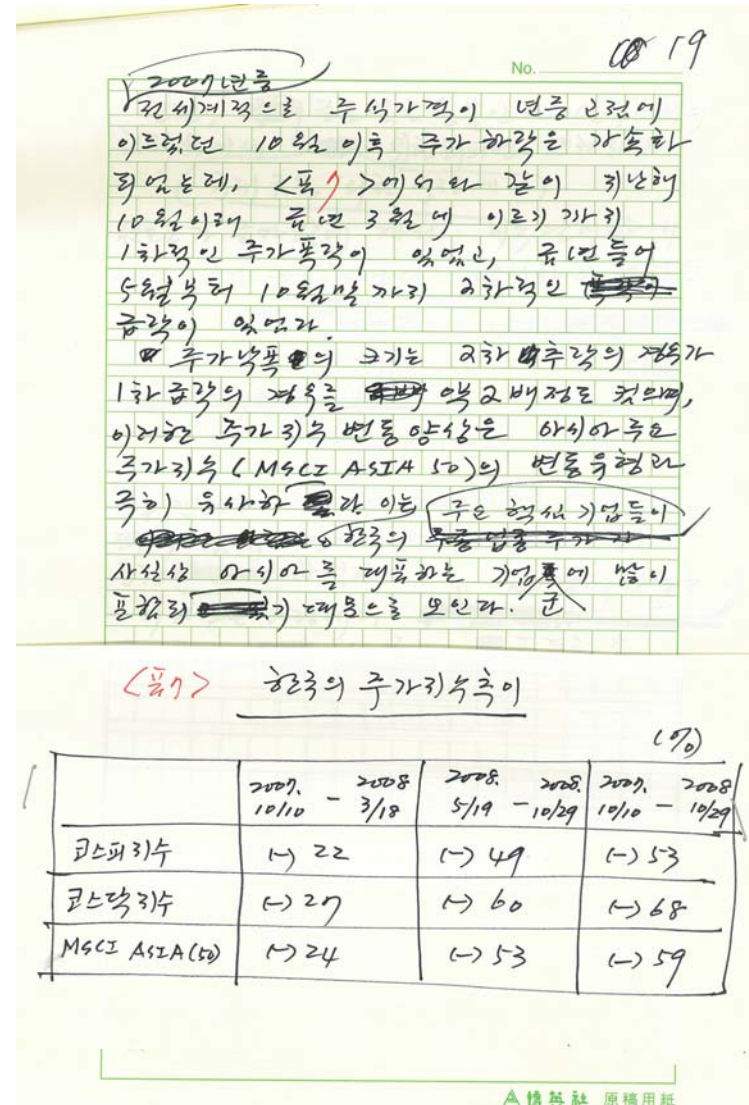 No. 19
2007년중
전세계적으로 주식가격이 년중 고점에
이르렀던 10월 이후 주가 하락은 가속화
되었는데, <표7>에서와 같이 지난해
10월이래 금년 3월에 이르기까지
1차적인 주가폭락이 있었고, 금년들어
5월부터 10월말까지 2차적인
급락이 있었다.
주가낙폭의 크기는 2차 추락의 경우가
1차 급락의 경우를 약 2배정도 컸으며,
이러한 주가지수 변동양상은 아시아주요
주가지수 (MSCI ASIA 50)의 변동유형과
극히 유사하다. 이는 주요 핵심기업들이
한국의
사실상 아시아를 대표하는 기업군에 많이
포함되기 때문으로 보인다.
<표7> 한국의 주가지수추이
(%)
2007. 10/10 - 2008 3/18 2008. 5/19 - 2008. 10/29 2007. 10/10 - 2008 10/29
코스피지수 (-) 22 (-) 49 (-) 53
코스닥지수 (-) 27 (-) 60 (-) 68
MSCI ASIA(50) (-) 24 (-) 53 (-) 59
原稿用紙